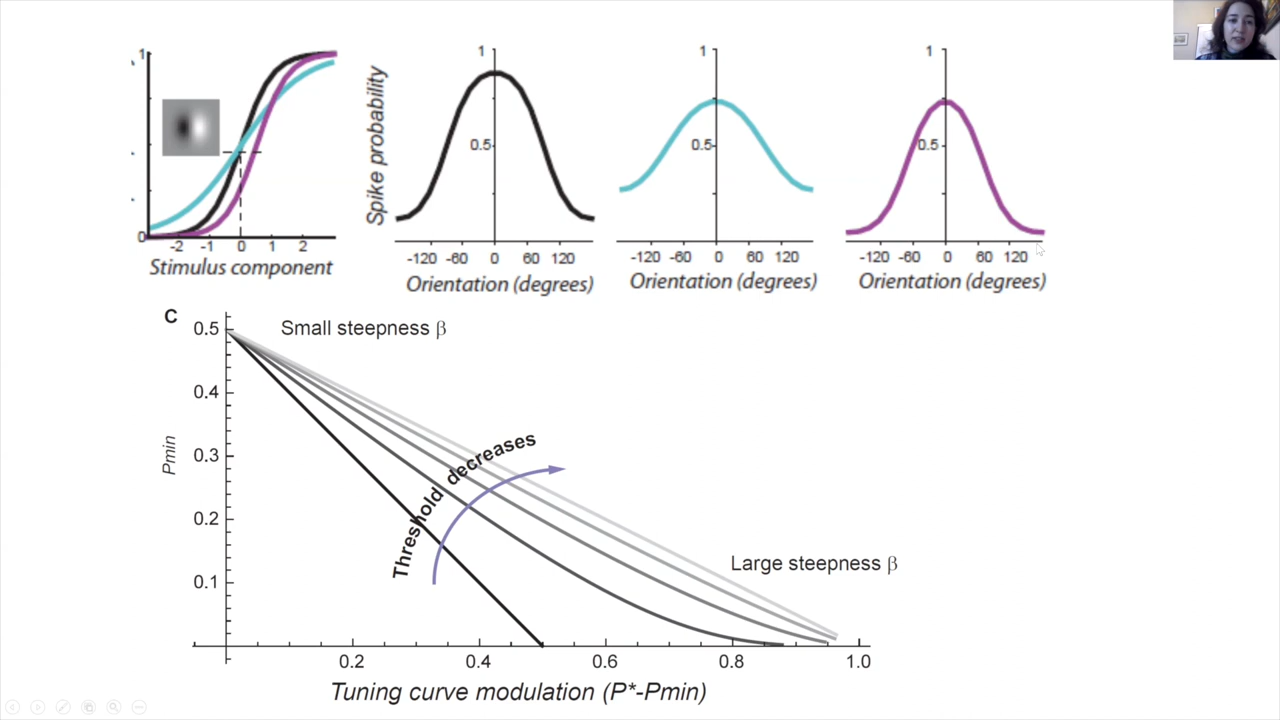 1
0
-2 -1 0 1 2
Stimulus component
Spike probability
1
0.5
-120 -60 0 60 120
Orientation (degrees)
1
0.5
-120 -60 0 60 120
Orientation (degrees)
1
0.5
-120 -60 0 60 120
Orientation (degrees)
C
Small steepness β
0.5
0.4
0.3
0.2
0.1
Pmin
Threshold decreases
Large steepness β
0.2 0.4 0.6 0.8 1.0
Tuning curve modulation (P*-Pmin)